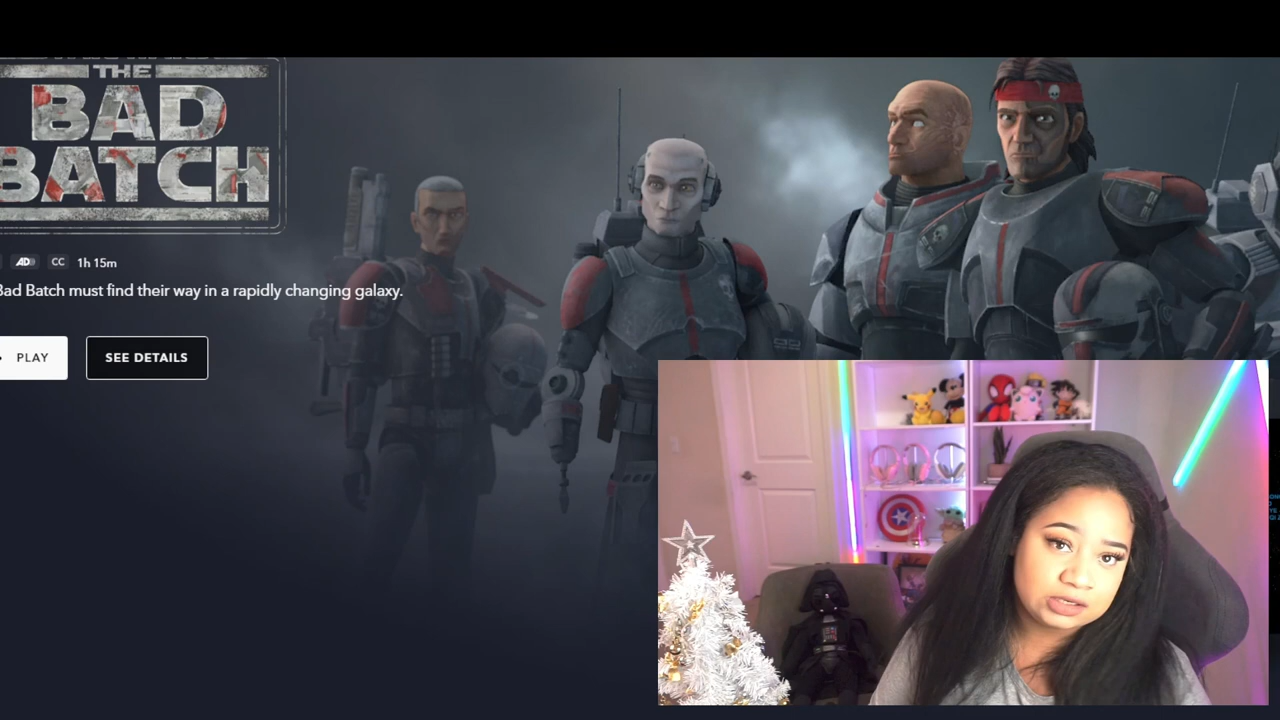 THE
BAD
BATCH
AD CC 1h 15m
Bad Batch must find their way in a rapidly changing galaxy.
PLAY SEE DETAILS